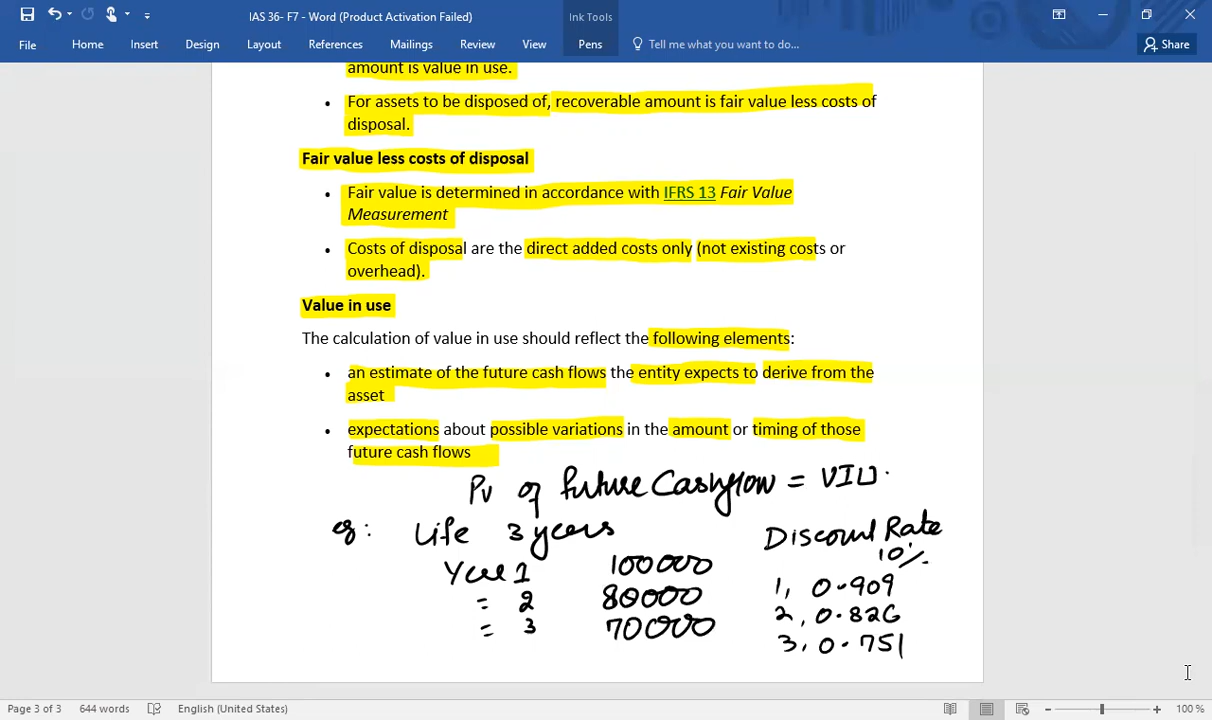 IAS 36- F7 - Word (Product Activation Failed)
Ink Tools
File Home Insert Design Layout References Mailings Review View Pens Tell me what you want to do... Share
amount is value in use.
• For assets to be disposed of, recoverable amount is fair value less costs of
disposal.
Fair value less costs of disposal
• Fair value is determined in accordance with IFRS 13 Fair Value
Measurement
• Costs of disposal are the direct added costs only (not existing costs or
overhead).
Value in use
The calculation of value in use should reflect the following elements:
• an estimate of the future cash flows the entity expects to derive from the
asset
• expectations about possible variations in the amount or timing of those
future cash flows
PV of Future Cashflow = VIU.
eg: Life 3 years
Discount Rate
10%
Year 1 100000
1, 0.909
= 2 80000
2, 0.826
= 3 70000
3, 0.751
Page 3 of 3 644 words English (United States) 100 %